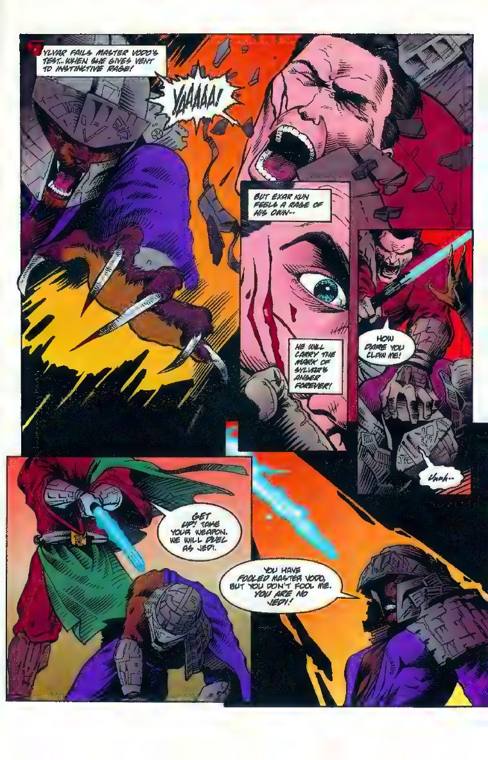 SYLVAR FAILS MASTER VODO'S
TEST...WHEN SHE GIVES VENT
TO INSTINCTIVE RAGE!
YAAAAA!
BUT EXAR KUN
FEELS A RAGE OF
HIS OWN--
HE WILL
CARRY THE
MARK OF
SYLVAR'S
ANGER
FOREVER!
HOW
DARE YOU
CLAW ME!
Uhnh--
GET
UP! TAKE
YOUR WEAPON.
WE WILL DUEL
AS JEDI.
YOU HAVE
FOOLED MASTER VODO,
BUT YOU DON'T FOOL ME.
YOU ARE NO
JEDI!